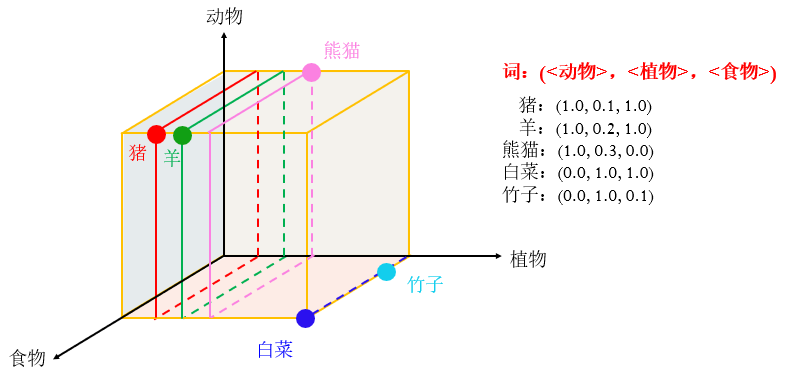 动物
熊猫
猪
羊
植物
竹子
白菜
食物
词：(<动物>，<植物>，<食物>)
猪：(1.0, 0.1, 1.0)
羊：(1.0, 0.2, 1.0)
熊猫：(1.0, 0.3, 0.0)
白菜：(0.0, 1.0, 1.0)
竹子：(0.0, 1.0, 0.1)